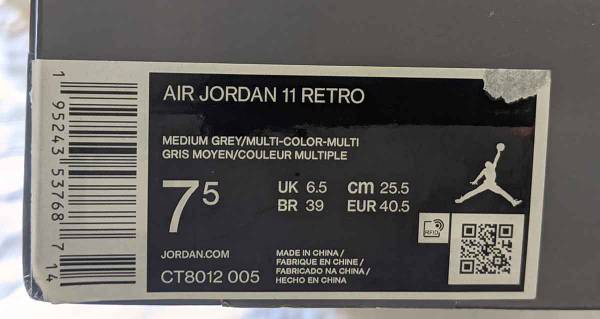 AIR JORDAN 11 RETRO
MEDIUM GREY/MULTI-COLOR-MULTI
GRIS MOYEN/COULEUR MULTIPLE
7 5
UK 6.5 cm 25.5
BR 39 EUR 40.5
RFID
JORDAN.COM
CT8012 005
MADE IN CHINA /
FABRIQUE EN CHINE /
FABRICADO NA CHINA /
HECHO EN CHINA
1 95243 53768 7 14